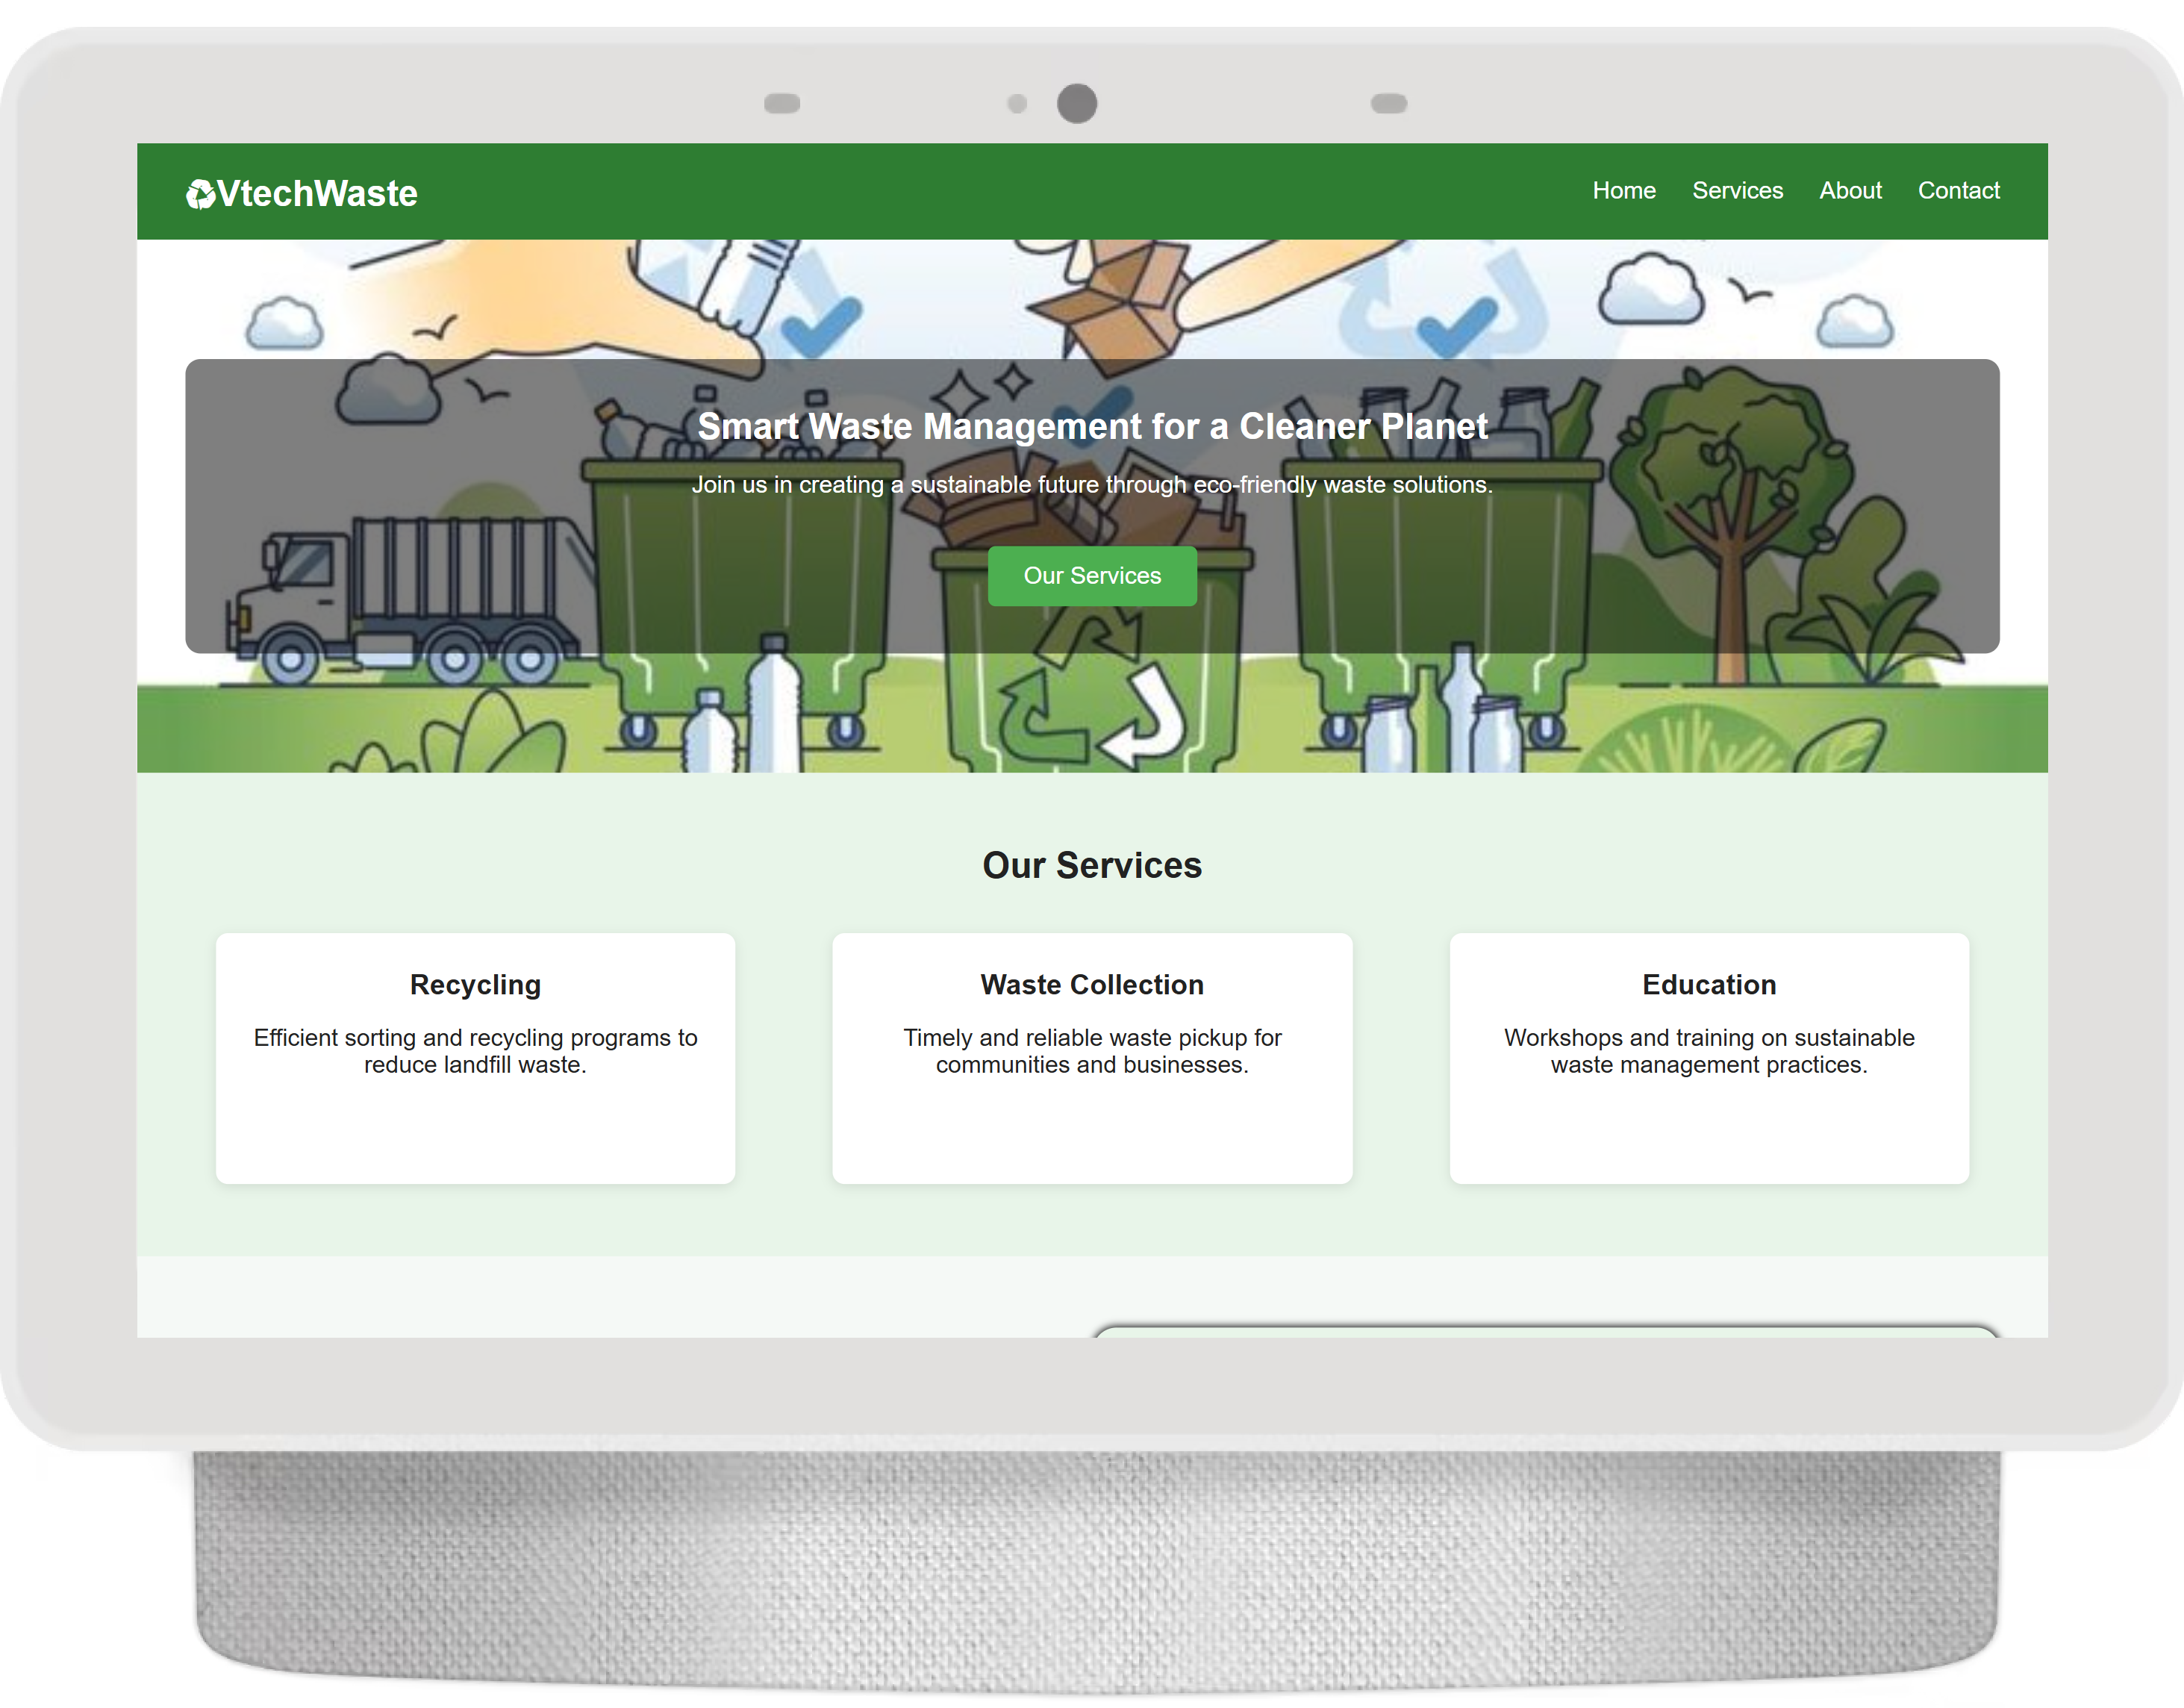 VtechWaste
Home Services About Contact
Smart Waste Management for a Cleaner Planet
Join us in creating a sustainable future through eco-friendly waste solutions.
Our Services
Our Services
Recycling
Efficient sorting and recycling programs to
reduce landfill waste.
Waste Collection
Timely and reliable waste pickup for
communities and businesses.
Education
Workshops and training on sustainable
waste management practices.